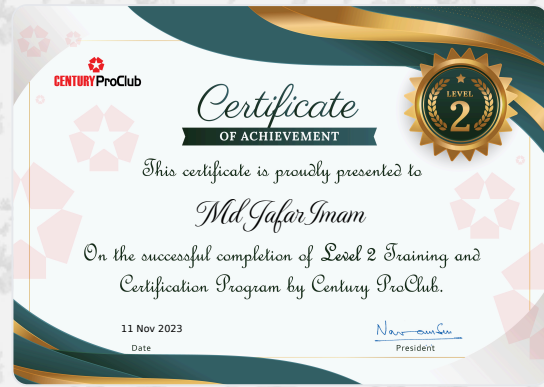 CENTURY ProClub
Certificate
OF ACHIEVEMENT
LEVEL
2
This certificate is proudly presented to
Md Jafar Imam
On the successful completion of Level 2 Training and
Certification Program by Century ProClub.
11 Nov 2023
Date
President